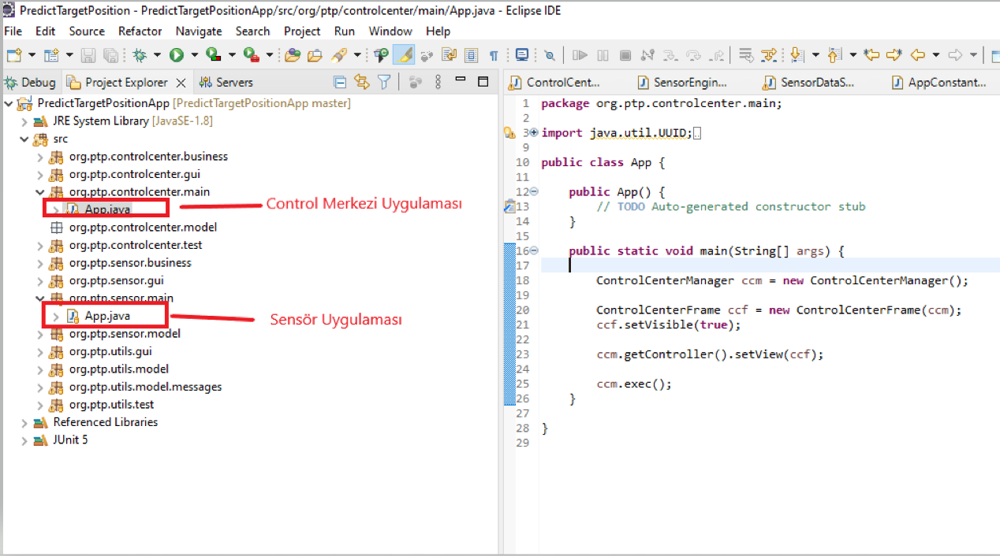 PredictTargetPosition - PredictTargetPositionApp/src/org/ptp/controlcenter/main/App.java - Eclipse IDE
File Edit Source Refactor Navigate Search Project Run Window Help
Debug Project Explorer Servers
PredictTargetPositionApp [PredictTargetPositionApp master]
JRE System Library [JavaSE-1.8]
src
org.ptp.controlcenter.business
org.ptp.controlcenter.gui
org.ptp.controlcenter.main
App.java
Control Merkezi Uygulaması
org.ptp.controlcenter.model
org.ptp.controlcenter.test
org.ptp.sensor.business
org.ptp.sensor.gui
org.ptp.sensor.main
App.java
Sensör Uygulaması
org.ptp.sensor.model
org.ptp.utils.gui
org.ptp.utils.model
org.ptp.utils.model.messages
org.ptp.utils.test
Referenced Libraries
JUnit 5
ControlCent... SensorEngin... SensorDataS... AppConstant...
1 package org.ptp.controlcenter.main;
2
3 import java.util.UUID;
9
10 public class App {
11
12 public App() {
13 // TODO Auto-generated constructor stub
14 }
15
16 public static void main(String[] args) {
17
18 ControlCenterManager ccm = new ControlCenterManager();
19
20 ControlCenterFrame ccf = new ControlCenterFrame(ccm);
21 ccf.setVisible(true);
22
23 ccm.getController().setView(ccf);
24
25 ccm.exec();
26 }
27
28 }
29